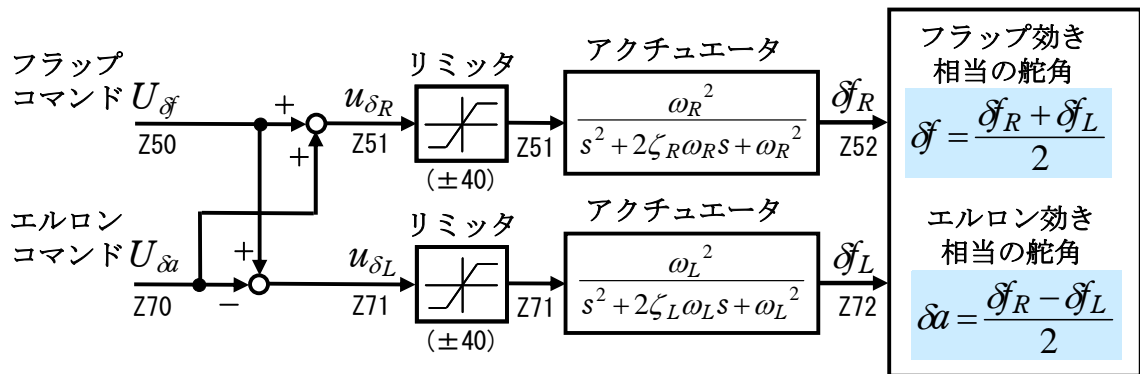 フラップ
コマンド U_δf
Z50
+
+
u_δR
Z51
リミッタ
(±40)
Z51
アクチュエータ
ω_R² / (s² + 2ζ_R ω_R s + ω_R²)
δf_R
Z52
フラップ効き
相当の舵角
δf = (δf_R + δf_L) / 2
エルロン
コマンド U_δa
Z70
+
−
u_δL
Z71
リミッタ
(±40)
Z71
アクチュエータ
ω_L² / (s² + 2ζ_L ω_L s + ω_L²)
δf_L
Z72
エルロン効き
相当の舵角
δa = (δf_R − δf_L) / 2